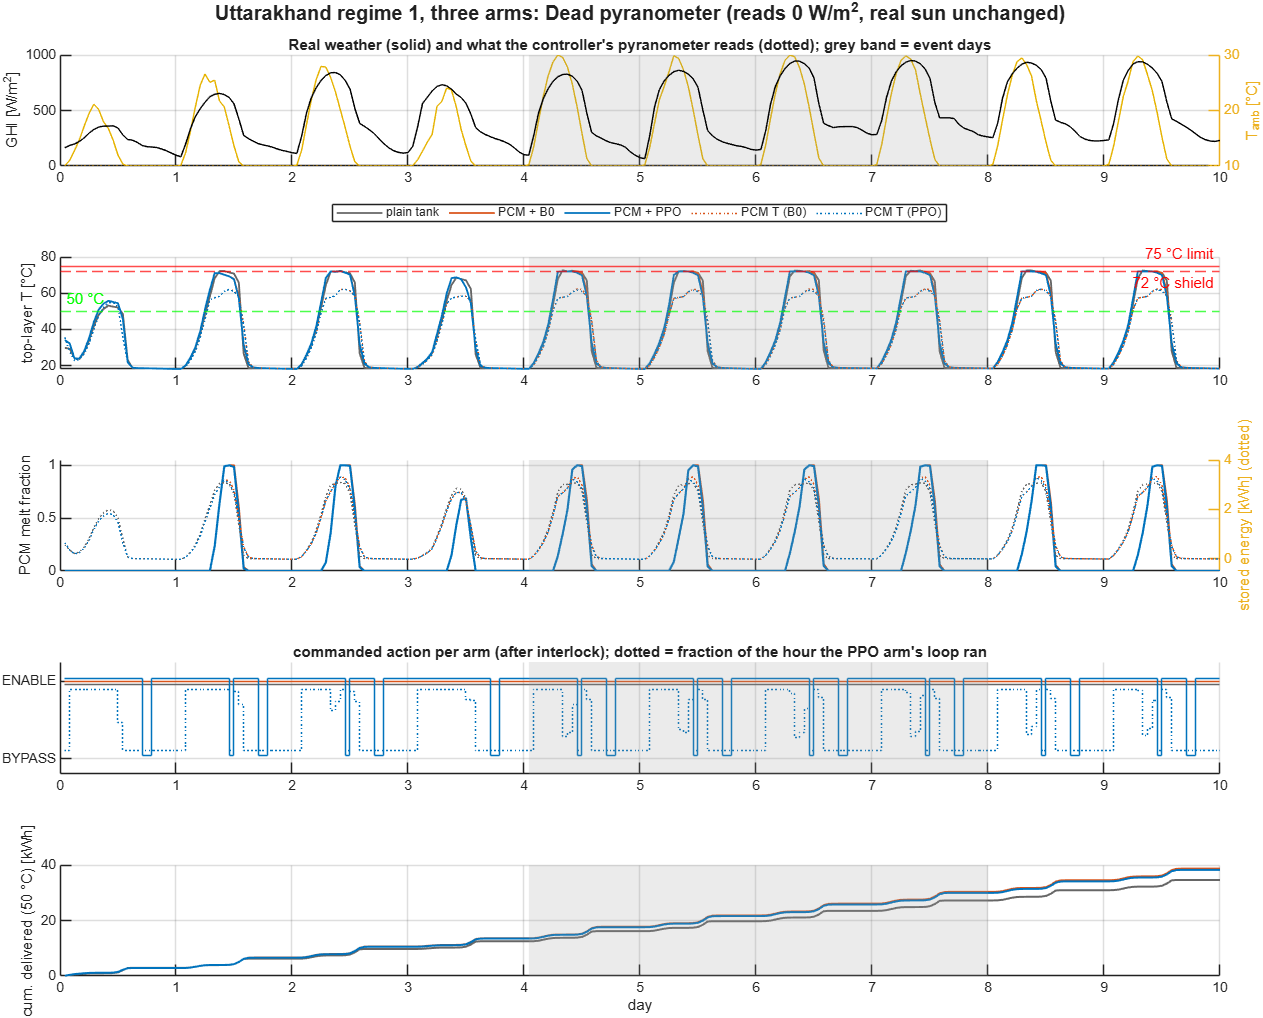 Uttarakhand regime 1, three arms: Dead pyranometer (reads 0 W/m², real sun unchanged)
Real weather (solid) and what the controller's pyranometer reads (dotted); grey band = event days
GHI [W/m²]
1000
500
0
30
20
10
T_amb [°C]
0 1 2 3 4 5 6 7 8 9 10
plain tank PCM + B0 PCM + PPO PCM T (B0) PCM T (PPO)
top-layer T [°C]
80
60
40
20
75 °C limit
72 °C shield
50 °C
0 1 2 3 4 5 6 7 8 9 10
PCM melt fraction
1
0.5
0
4
2
0
stored energy [kWh] (dotted)
0 1 2 3 4 5 6 7 8 9 10
commanded action per arm (after interlock); dotted = fraction of the hour the PPO arm's loop ran
ENABLE
BYPASS
0 1 2 3 4 5 6 7 8 9 10
cum. delivered (50 °C) [kWh]
40
20
0
0 1 2 3 4 5 6 7 8 9 10
day